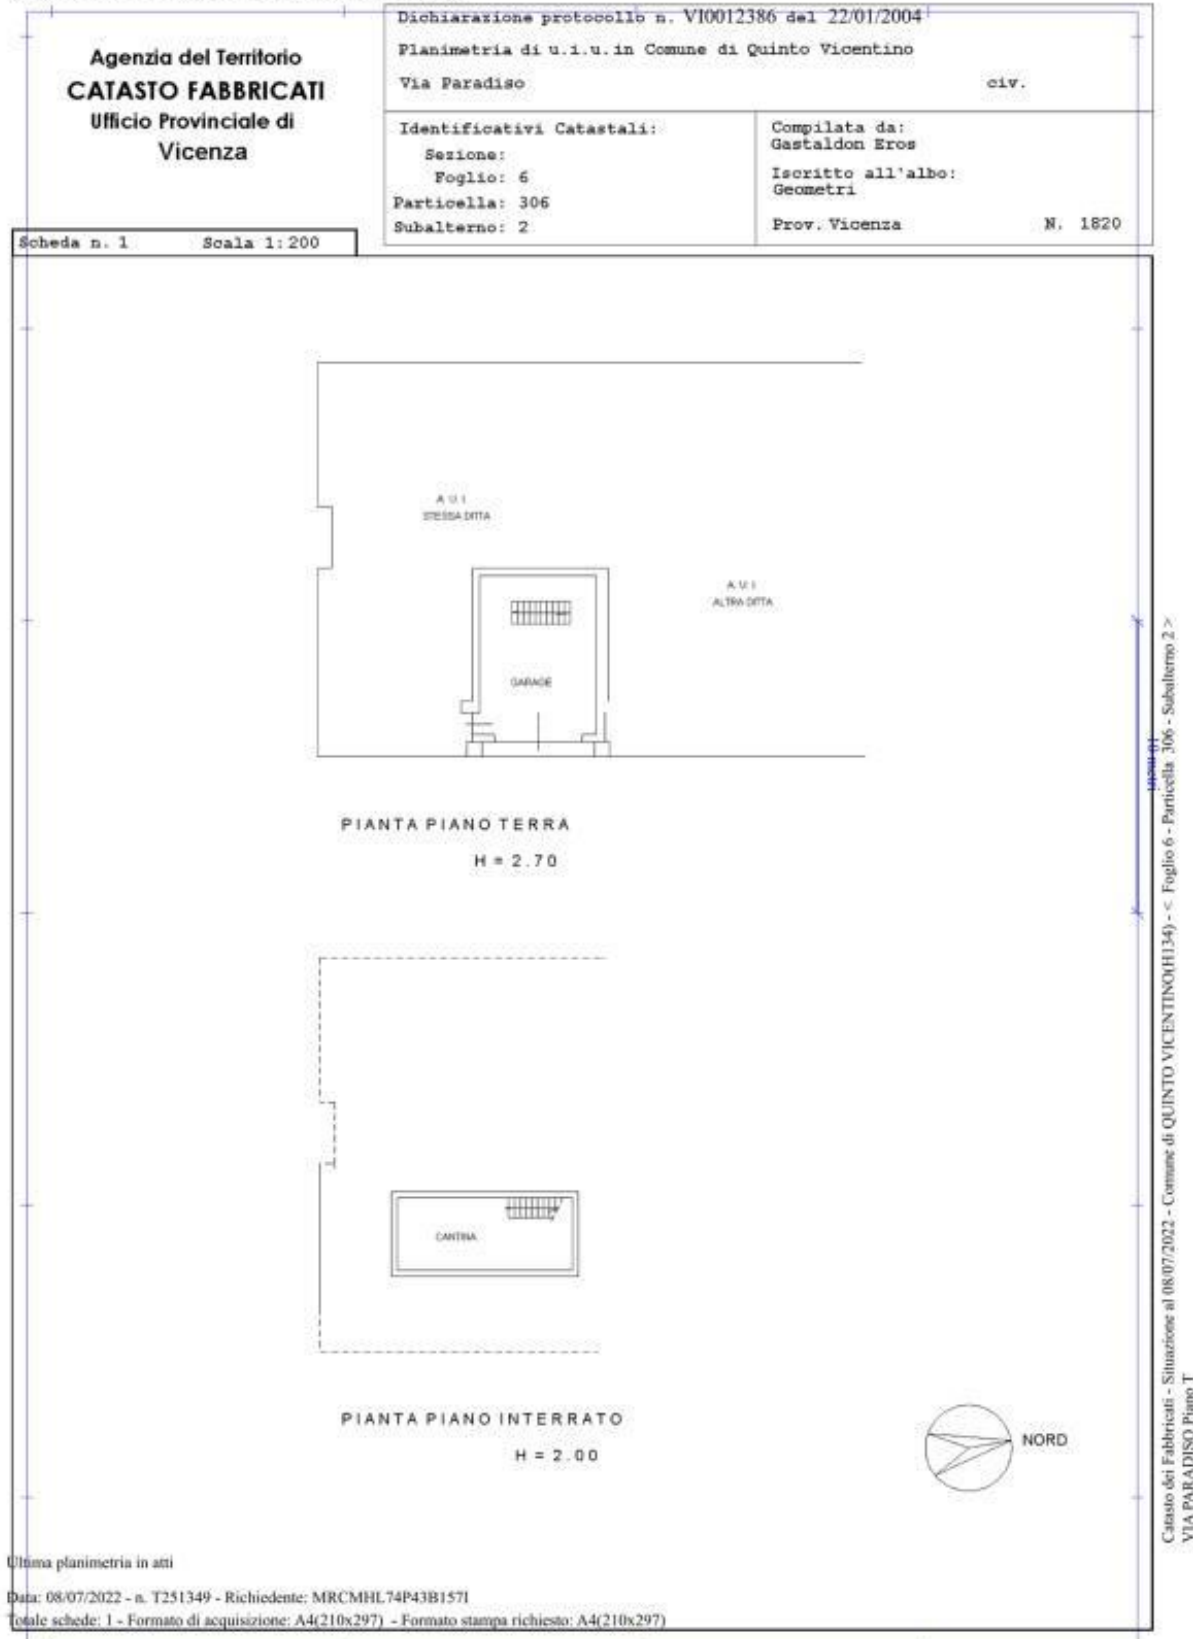 Agenzia del Territorio
CATASTO FABBRICATI
Ufficio Provinciale di
Vicenza
Dichiarazione protocollo n. VI0012386 del 22/01/2004
Planimetria di u.i.u. in Comune di Quinto Vicentino
Via Paradiso civ.
Identificativi Catastali:
Sezione:
Foglio: 6
Particella: 306
Subalterno: 2
Compilata da:
Gastaldon Eros
Iscritto all'albo:
Geometri
Prov. Vicenza N. 1820
Scheda n. 1 Scala 1:200
A.U.I
STESSA DITTA
A.U.I
ALTRA DITTA
GARAGE
PIANTA PIANO TERRA
H = 2.70
10 metri
CANTINA
PIANTA PIANO INTERRATO
H = 2.00
NORD
Catasto dei Fabbricati - Situazione al 08/07/2022 - Comune di QUINTO VICENTINO(H134) - < Foglio 6 - Particella 306 - Subalterno 2 >
VIA PARADISO Piano T
Ultima planimetria in atti
Data: 08/07/2022 - n. T251349 - Richiedente: MRCMHL74P43B157I
Totale schede: 1 - Formato di acquisizione: A4(210x297) - Formato stampa richiesto: A4(210x297)